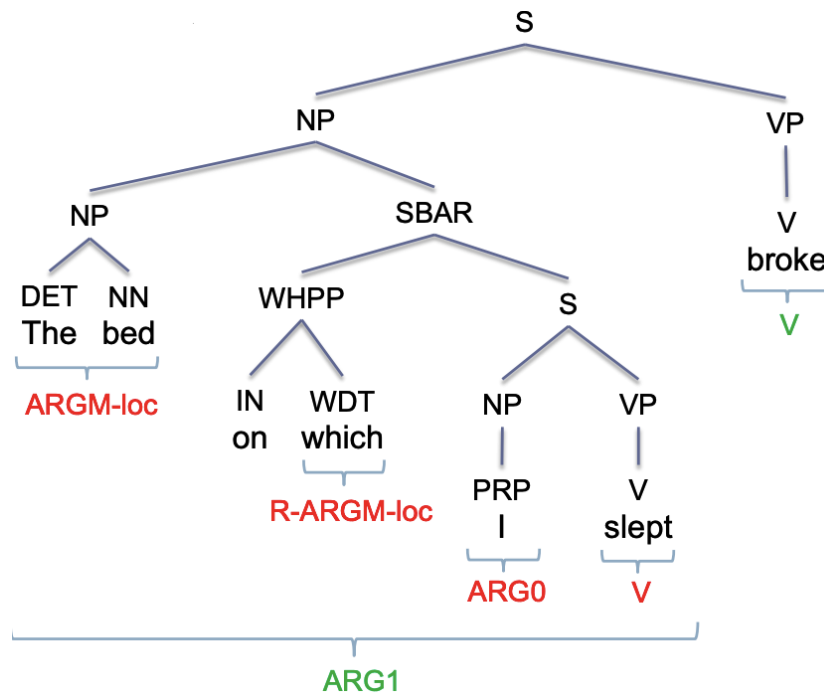 S
NP VP
NP SBAR V
broke
DET NN WHPP S V
The bed
ARGM-loc IN WDT NP VP
on which
R-ARGM-loc PRP V
I slept
ARG0 V
ARG1